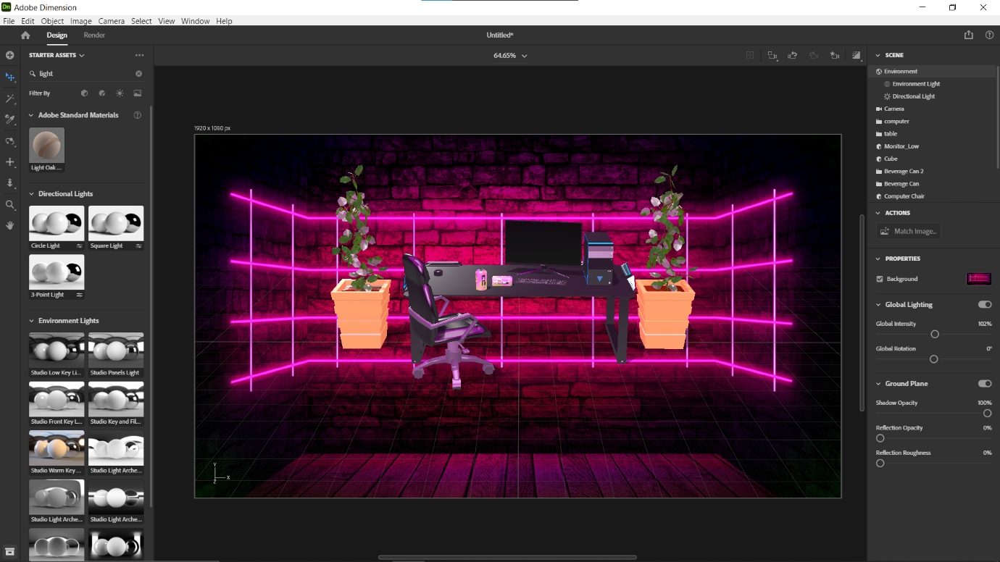 Dn Adobe Dimension
File Edit Object Image Camera Select View Window Help
Design Render
Untitled*
STARTER ASSETS
64.65%
light
Filter By
Adobe Standard Materials
Light Oak ...
Directional Lights
Circle Light
Square Light
3-Point Light
Environment Lights
Studio Low Key Li...
Studio Panels Light
Studio Front Key L...
Studio Key and Fil...
Studio Warm Key ...
Studio Light Arche...
Studio Light Arche...
Studio Light Arche...
1920 x 1080 px
Y
X
Z
SCENE
Environment
Environment Light
Directional Light
Camera
computer
table
Monitor_Low
Cube
Beverage Can 2
Beverage Can
Computer Chair
ACTIONS
Match Image...
PROPERTIES
Background
Global Lighting
Global Intensity 102%
Global Rotation 0°
Ground Plane
Shadow Opacity 100%
Reflection Opacity 0%
Reflection Roughness 0%